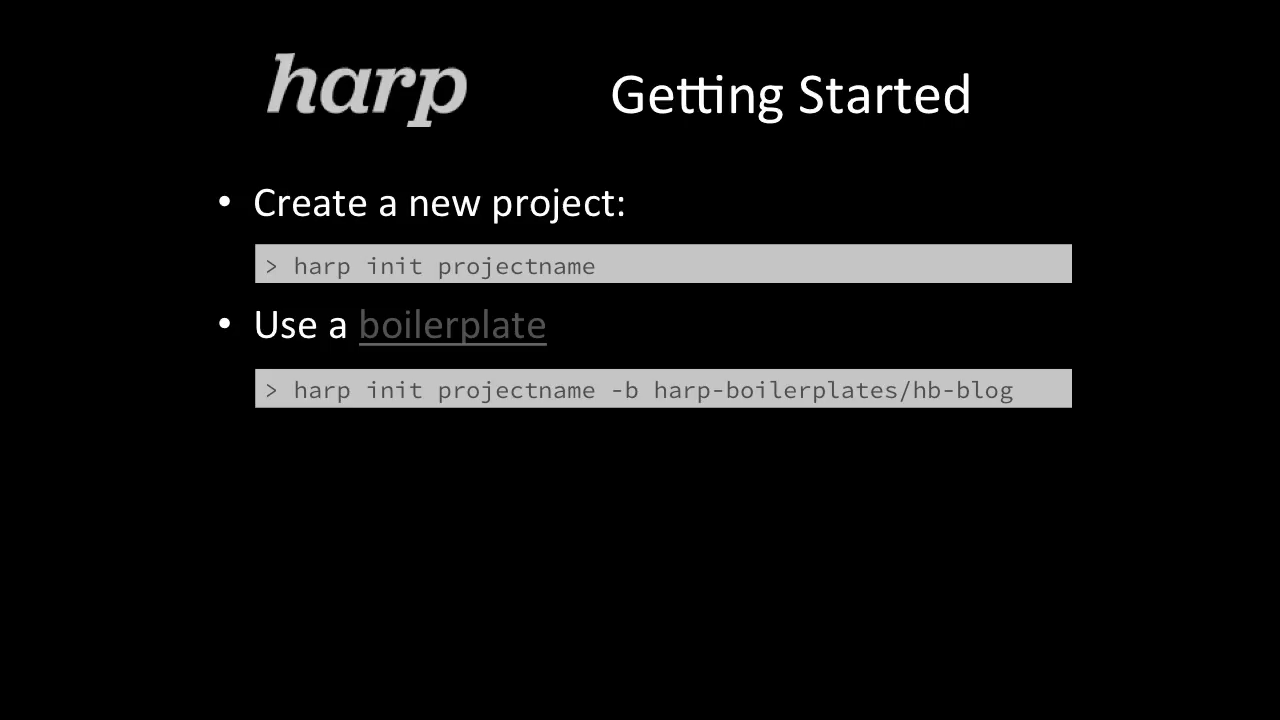 harp Getting Started
• Create a new project:
> harp init projectname
• Use a boilerplate
> harp init projectname -b harp-boilerplates/hb-blog